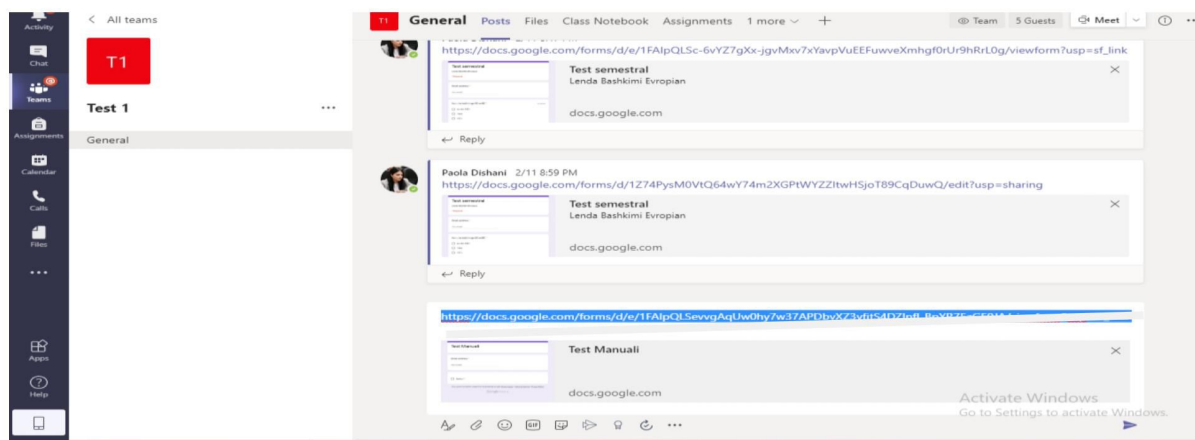 Activity
Chat
Teams
Assignments
Calendar
Calls
Files
Apps
Help
All teams
T1
Test 1
General
T1 General Posts Files Class Notebook Assignments 1 more
Team 5 Guests Meet
https://docs.google.com/forms/d/e/1FAIpQLSc-6vYZ7gXx-jgvMxv7xYavpVuEEFuwveXmhgf0rUr9hRrL0g/viewform?usp=sf_link
Test semestral
Lenda Bashkimi Evropian
docs.google.com
Reply
Paola Dishani 2/11 8:59 PM
https://docs.google.com/forms/d/1Z74PysM0VtQ64wY74m2XGPtWYZZItwHSjoT89CqDuwQ/edit?usp=sharing
Test semestral
Lenda Bashkimi Evropian
docs.google.com
Reply
Test Manuali
Test Manuali
docs.google.com
GIF
Activate Windows
Go to Settings to activate Windows.